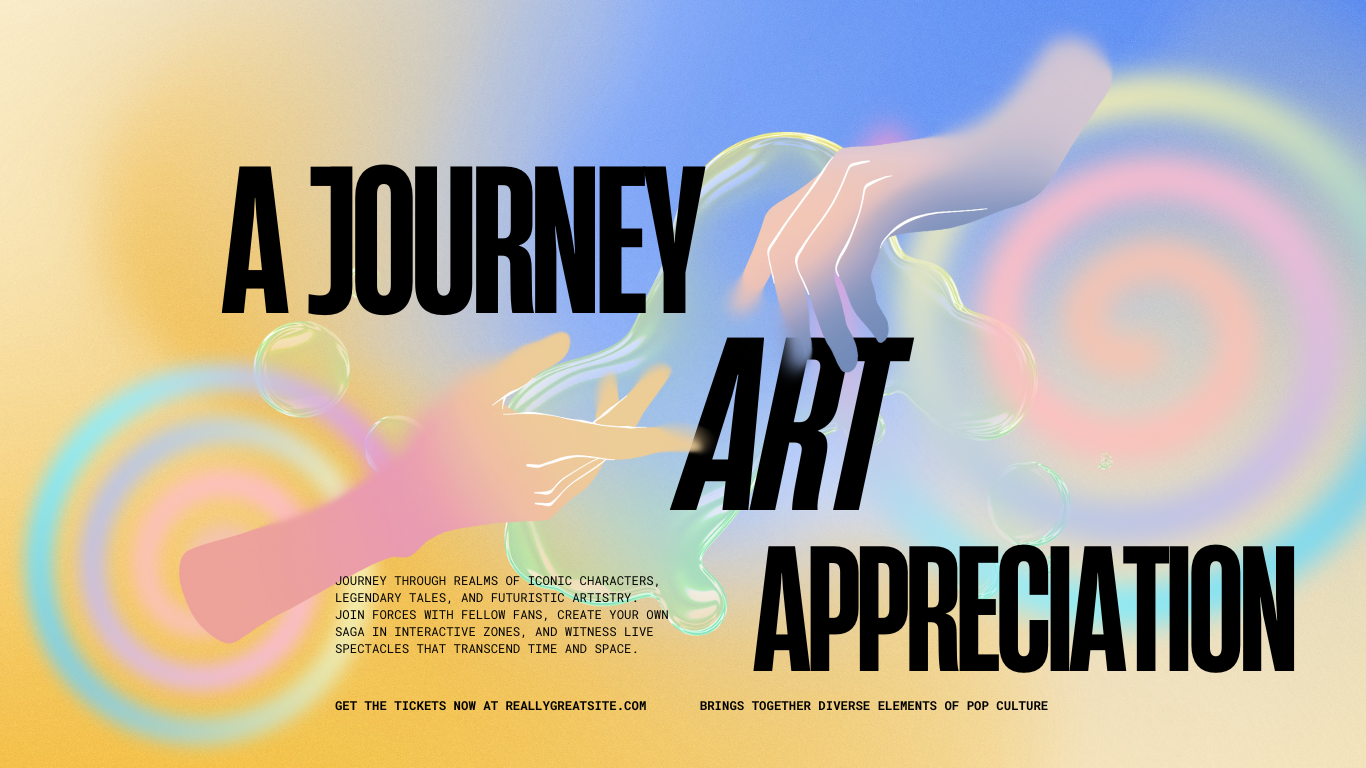 A JOURNEY
ART
APPRECIATION
JOURNEY THROUGH REALMS OF ICONIC CHARACTERS,
LEGENDARY TALES, AND FUTURISTIC ARTISTRY.
JOIN FORCES WITH FELLOW FANS, CREATE YOUR OWN
SAGA IN INTERACTIVE ZONES, AND WITNESS LIVE
SPECTACLES THAT TRANSCEND TIME AND SPACE.
GET THE TICKETS NOW AT REALLYGREATSITE.COM
BRINGS TOGETHER DIVERSE ELEMENTS OF POP CULTURE